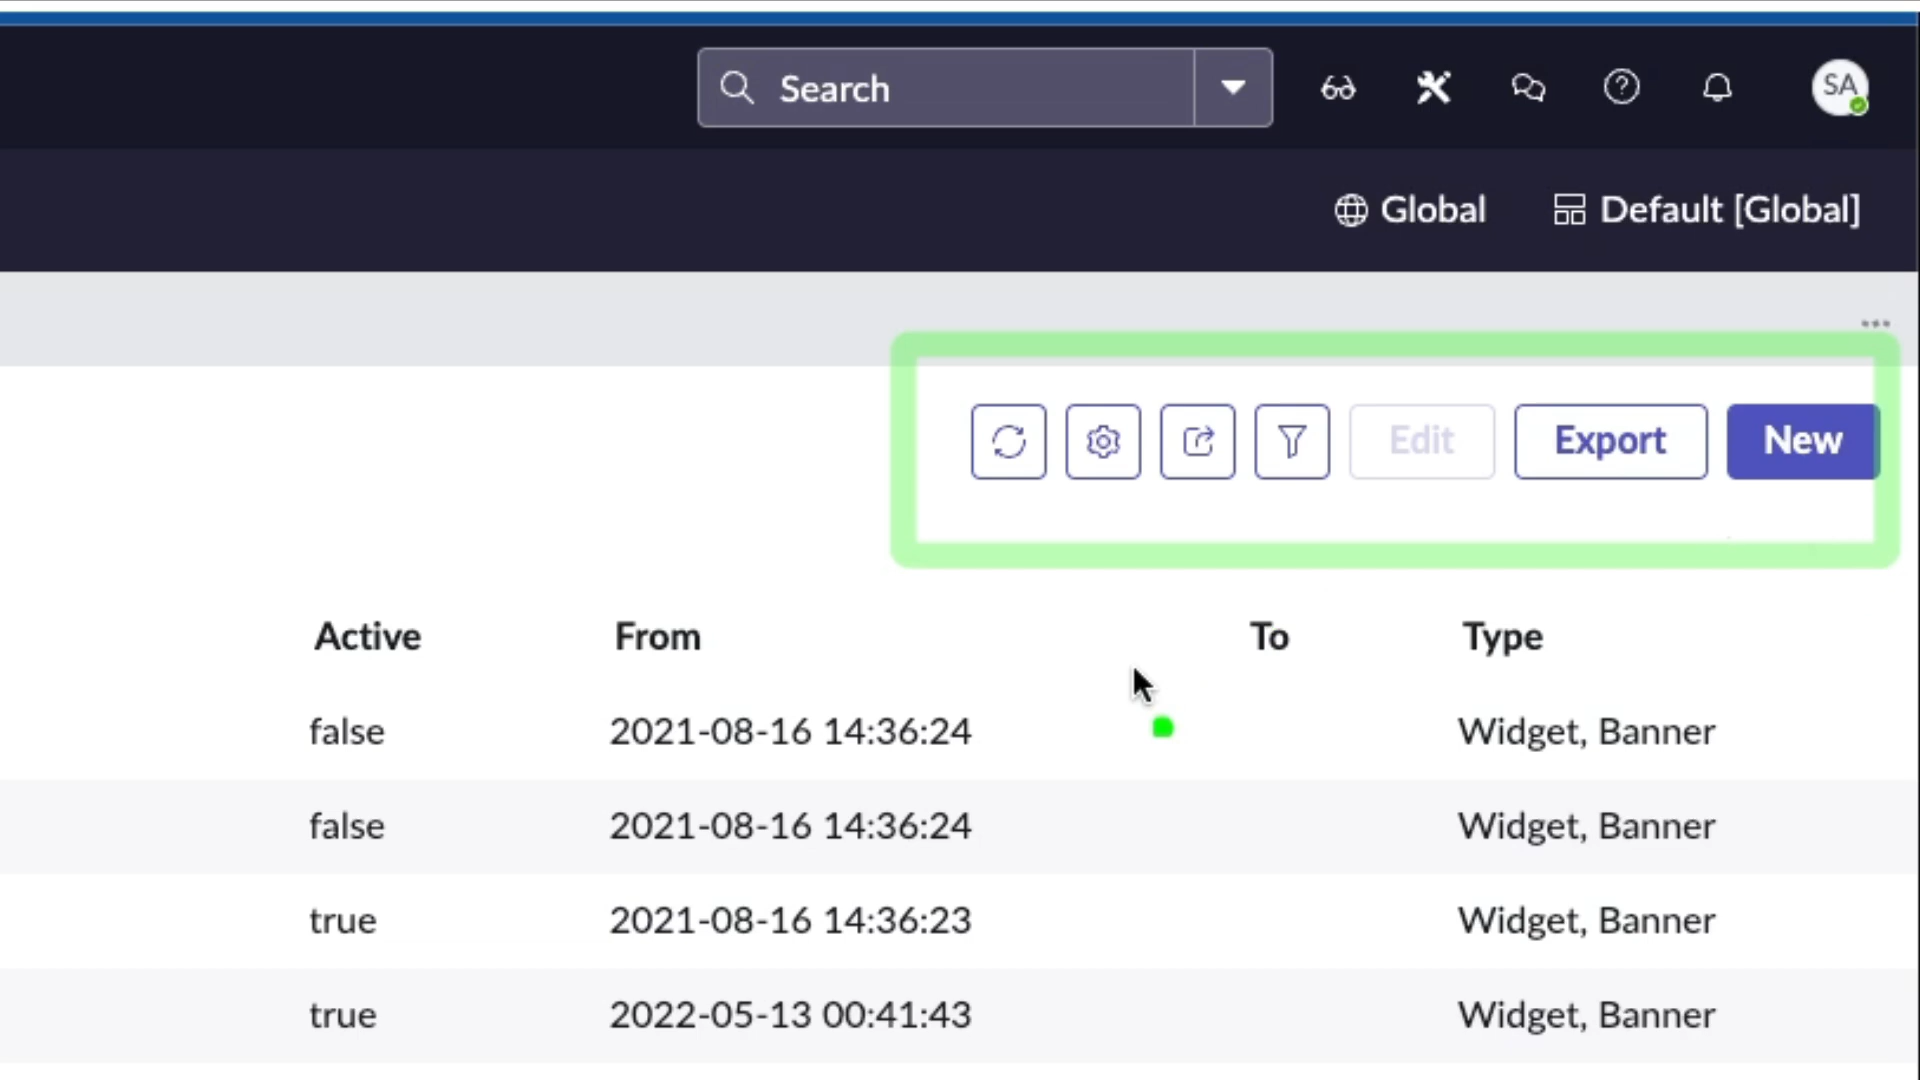 Search
SA
Global Default [Global]
Edit Export New
Active From To Type
false 2021-08-16 14:36:24 Widget, Banner
false 2021-08-16 14:36:24 Widget, Banner
true 2021-08-16 14:36:23 Widget, Banner
true 2022-05-13 00:41:43 Widget, Banner